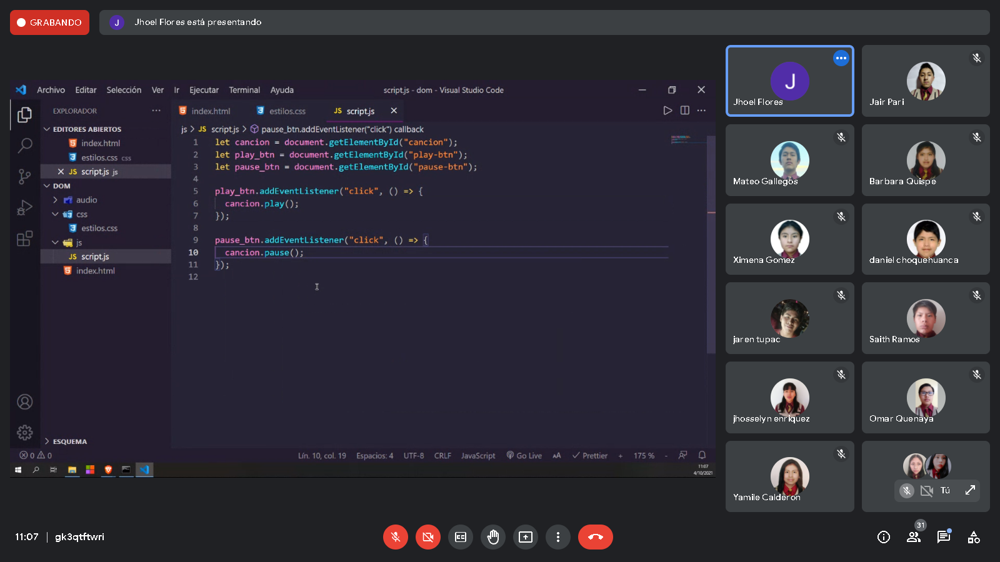 GRABANDO
J Jhoel Flores está presentando
Archivo Editar Selección Ver Ir Ejecutar Terminal Ayuda script.js - dom - Visual Studio Code
EXPLORADOR
index.html estilos.css JS script.js
EDITORES ABIERTOS
index.html
estilos.css css
JS script.js js
DOM
audio
css
estilos.css
js
JS script.js
index.html
ESQUEMA
js > JS script.js > pause_btn.addEventListener("click") callback
1 let cancion = document.getElementById("cancion");
2 let play_btn = document.getElementById("play-btn");
3 let pause_btn = document.getElementById("pause-btn");
4
5 play_btn.addEventListener("click", () => {
6 cancion.play();
7 });
8
9 pause_btn.addEventListener("click", () => {
10 cancion.pause();
11 });
12
0 0 Lín. 10, col. 19 Espacios: 4 UTF-8 CRLF JavaScript Go Live AA Prettier + 175 % -
11:07
4/10/2021
J
Jhoel Flores
Jair Pari
Mateo Gallegos
Barbara Quispe
Ximena Gomez
daniel choquehuanca
jaren tupac
Saith Ramos
jhosselyn enriquez
Omar Quenaya
Yamile Calderon
Tú
11:07 | gk3qtftwri
31